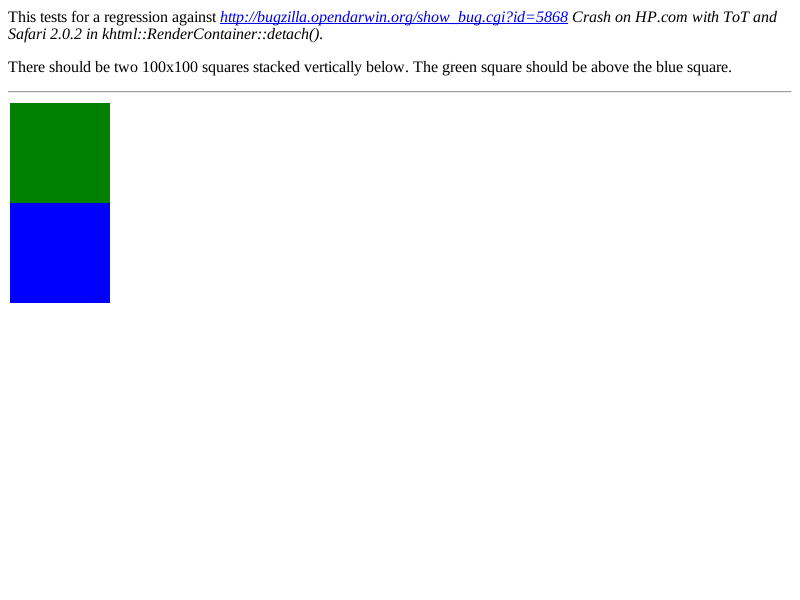 This tests for a regression against http://bugzilla.opendarwin.org/show_bug.cgi?id=5868 Crash on HP.com with ToT and
Safari 2.0.2 in khtml::RenderContainer::detach().
There should be two 100x100 squares stacked vertically below. The green square should be above the blue square.